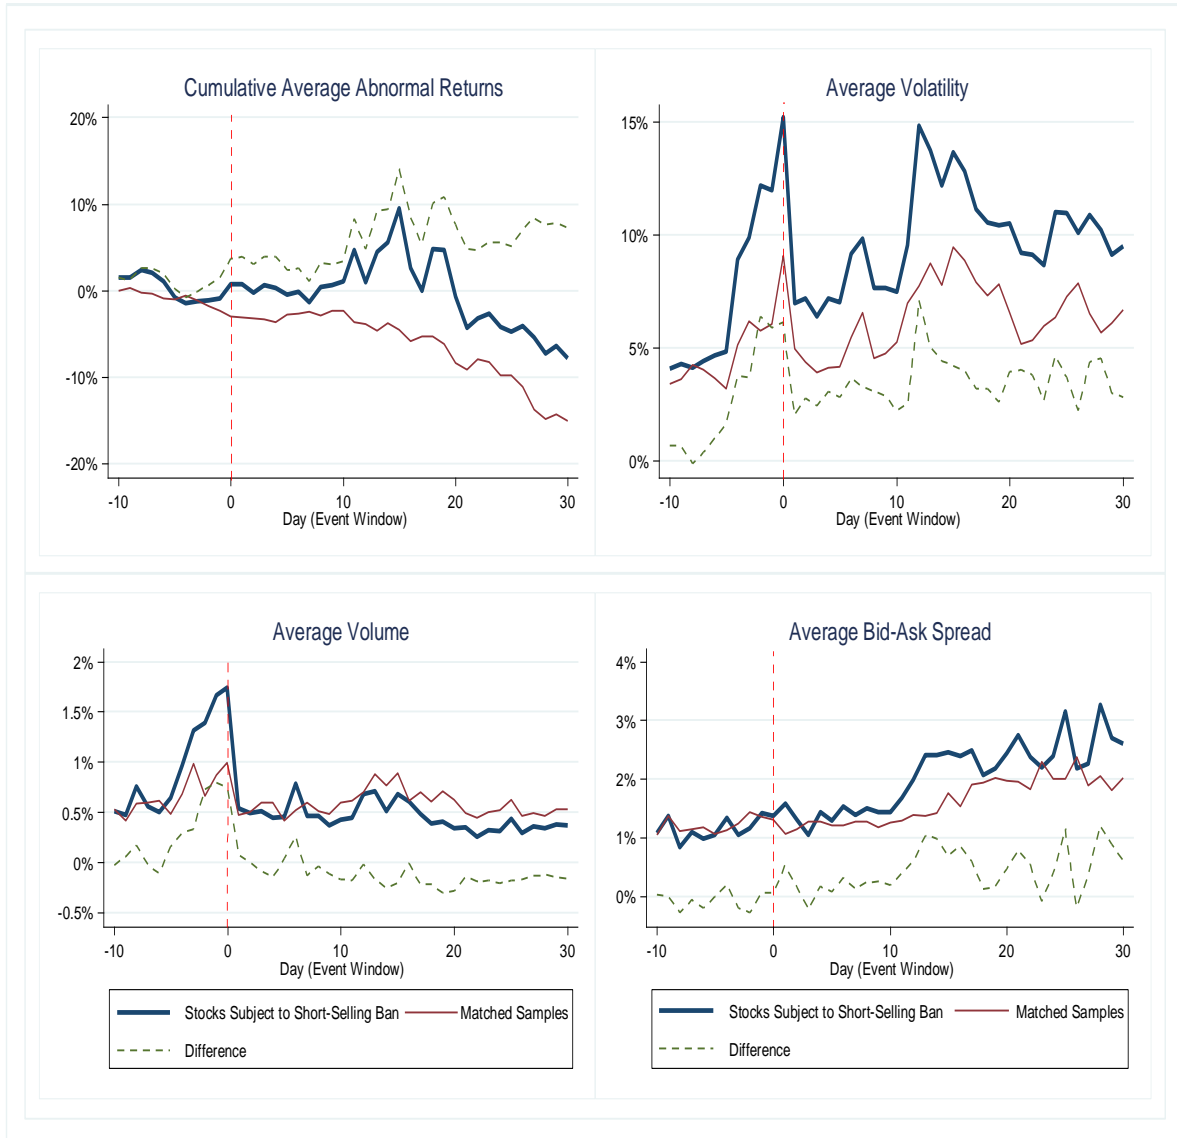 Cumulative Average Abnormal Returns
20%
10%
0%
-10%
-20%
-10 0 10 20 30
Day (Event Window)
Average Volatility
15%
10%
5%
0%
-10 0 10 20 30
Day (Event Window)
Average Volume
2%
1.5%
1%
0.5%
0%
-0.5%
-10 0 10 20 30
Day (Event Window)
Stocks Subject to Short-Selling Ban Matched Samples
Difference
Average Bid-Ask Spread
4%
3%
2%
1%
0%
-10 0 10 20 30
Day (Event Window)
Stocks Subject to Short-Selling Ban Matched Samples
Difference